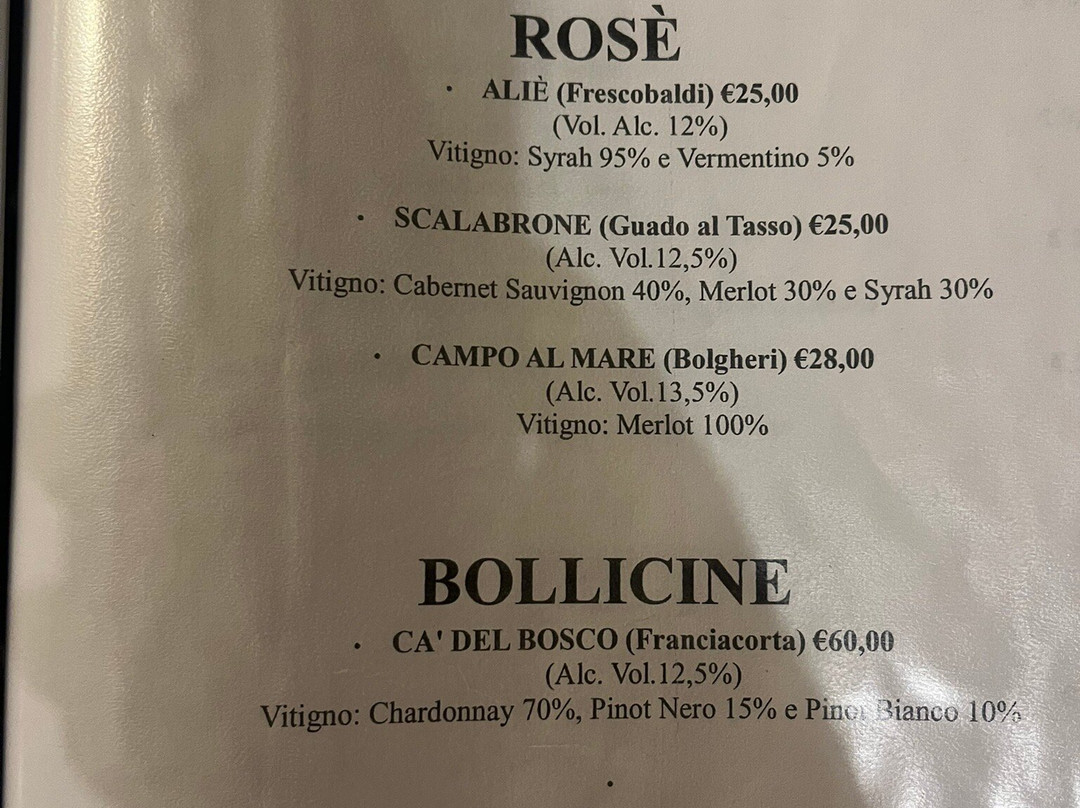 ROSÈ
· ALIÈ (Frescobaldi) €25,00
(Vol. Alc. 12%)
Vitigno: Syrah 95% e Vermentino 5%
· SCALABRONE (Guado al Tasso) €25,00
(Alc. Vol.12,5%)
Vitigno: Cabernet Sauvignon 40%, Merlot 30% e Syrah 30%
· CAMPO AL MARE (Bolgheri) €28,00
(Alc. Vol.13,5%)
Vitigno: Merlot 100%
BOLLICINE
· CA' DEL BOSCO (Franciacorta) €60,00
(Alc. Vol.12,5%)
Vitigno: Chardonnay 70%, Pinot Nero 15% e Pinot Bianco 10%
·